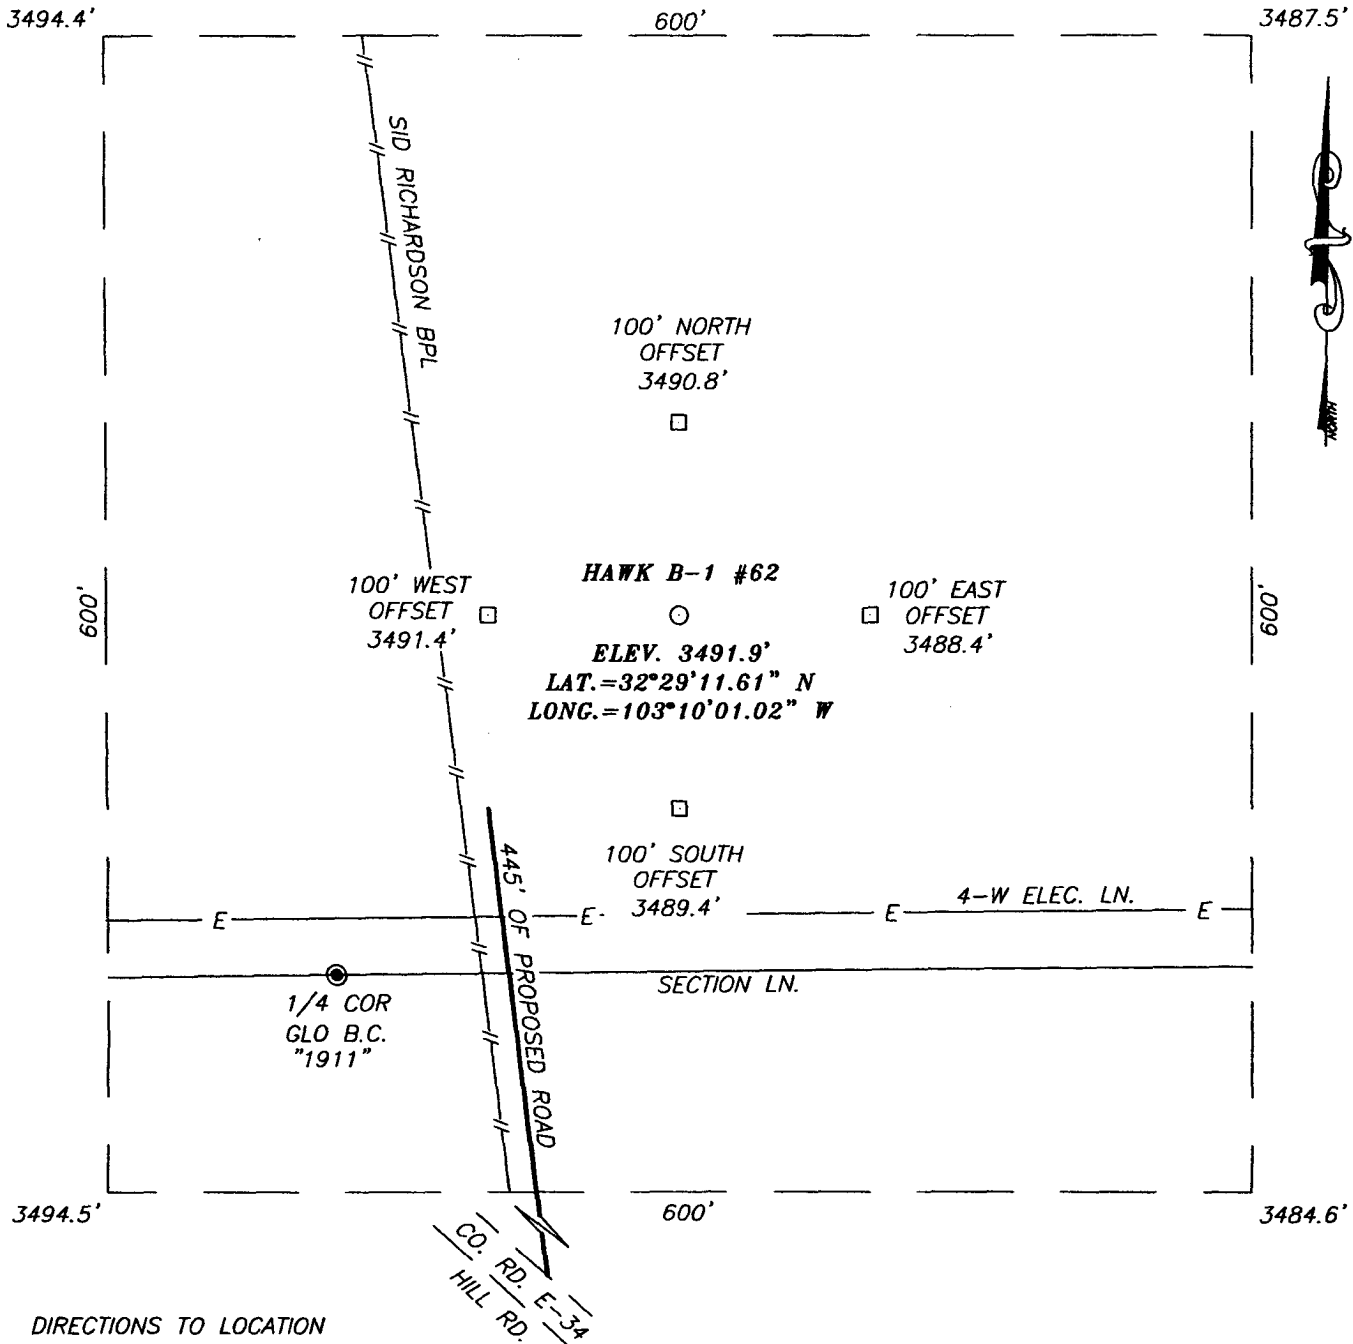 3494.4'
600'
3487.5'
SID RICHARDSON BPL
100' NORTH
OFFSET
3490.8'
600'
100' WEST
OFFSET
3491.4'
HAWK B-1 #62
ELEV. 3491.9'
LAT.=32°29'11.61" N
LONG.=103°10'01.02" W
100' EAST
OFFSET
3488.4'
600'
445' OF PROPOSED ROAD
100' SOUTH
OFFSET
3489.4'
E
E
E
4-W ELEC. LN.
E
SECTION LN.
1/4 COR
GLO B.C.
"1911"
3494.5'
600'
3484.6'
CO. RD. E-34
HILL RD.
DIRECTIONS TO LOCATION